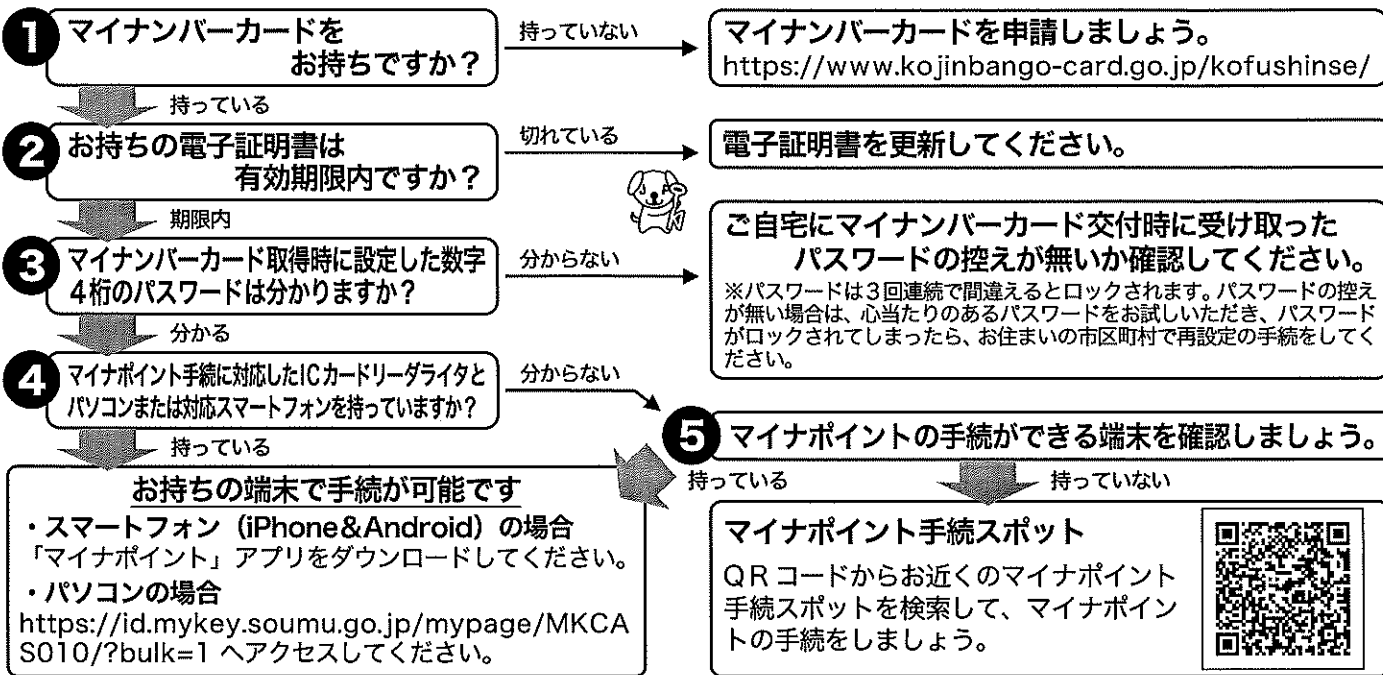 1 マイナンバーカードを
お持ちですか？
持っていない
マイナンバーカードを申請しましょう。
https://www.kojinbango-card.go.jp/kofushinse/
持っている
2 お持ちの電子証明書は
有効期限内ですか？
切れている
電子証明書を更新してください。
期限内
3 マイナンバーカード取得時に設定した数字
4桁のパスワードは分かりますか？
分からない
ご自宅にマイナンバーカード交付時に受け取った
パスワードの控えが無いか確認してください。
※パスワードは3回連続で間違えるとロックされます。パスワードの控え
が無い場合は、心当たりのあるパスワードをお試しいただき、パスワード
がロックされてしまったら、お住まいの市区町村で再設定の手続をしてく
ださい。
分かる
4 マイナポイント手続に対応したICカードリーダライタと
パソコンまたは対応スマートフォンを持っていますか？
分からない
5 マイナポイントの手続ができる端末を確認しましょう。
持っている
持っている
持っていない
お持ちの端末で手続が可能です
・スマートフォン（iPhone&Android）の場合
「マイナポイント」アプリをダウンロードしてください。
・パソコンの場合
https://id.mykey.soumu.go.jp/mypage/MKCA
S010/?bulk=1 へアクセスしてください。
マイナポイント手続スポット
QRコードからお近くのマイナポイント
手続スポットを検索して、マイナポイン
トの手続をしましょう。